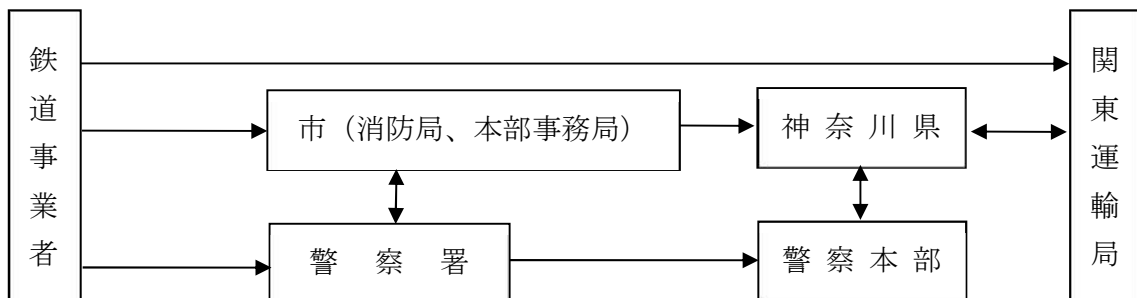 鉄道事業者
市（消防局、本部事務局）
神奈川県
関東運輸局
警察署
警察本部